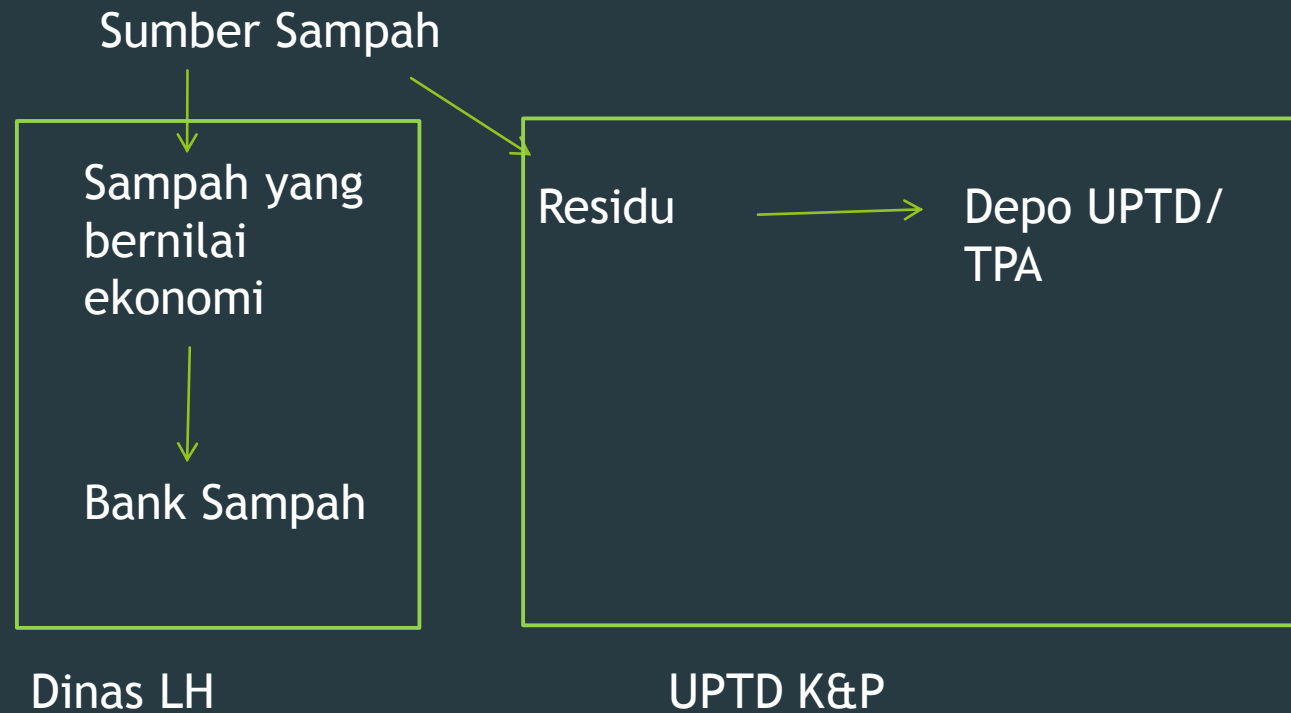 Sumber Sampah
Sampah yang
bernilai
ekonomi
Bank Sampah
Residu
Depo UPTD/
TPA
Dinas LH
UPTD K&P